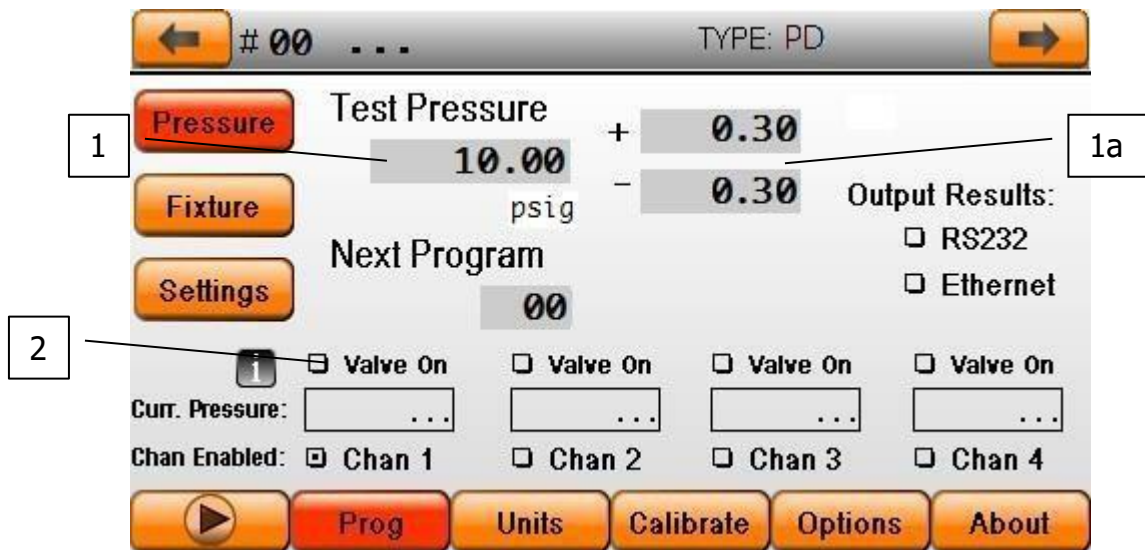 # 00 ... TYPE: PD
Pressure
Test Pressure
+ 0.30
1
10.00
1a
- 0.30
Fixture
psig
Output Results:
RS232
Next Program
Ethernet
Settings
00
2
i
Valve On Valve On Valve On Valve On
Curr. Pressure: ... ... ... ...
Chan Enabled: Chan 1 Chan 2 Chan 3 Chan 4
Prog Units Calibrate Options About